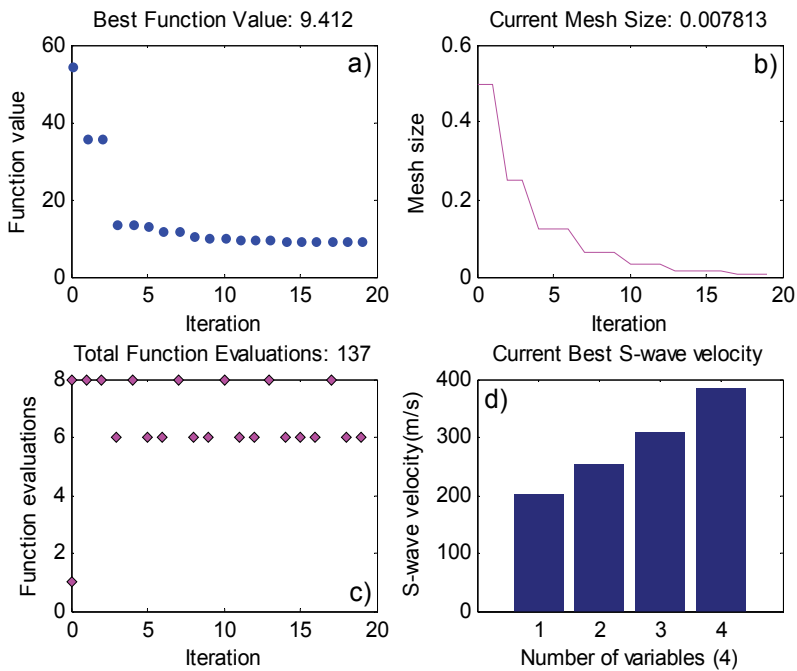 Best Function Value: 9.412
a)
60
40
20
0
Function value
0 5 10 15 20
Iteration
Current Mesh Size: 0.007813
b)
0.6
0.4
0.2
0
Mesh size
0 5 10 15 20
Iteration
Total Function Evaluations: 137
8
6
4
2
0
Function evaluations
c)
0 5 10 15 20
Iteration
Current Best S-wave velocity
d)
400
300
200
100
0
S-wave velocity(m/s)
1 2 3 4
Number of variables (4)